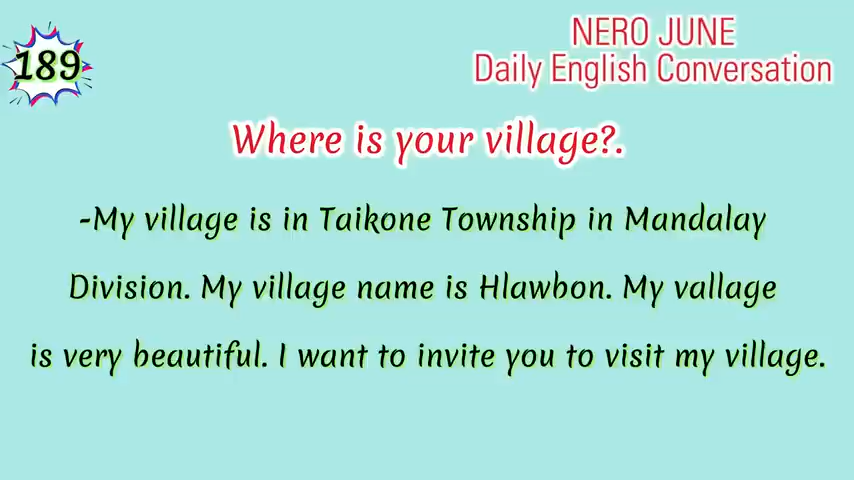 189
NERO JUNE
Daily English Conversation
Where is your village?.
-My village is in Taikone Township in Mandalay
Division. My village name is Hlawbon. My vallage
is very beautiful. I want to invite you to visit my village.